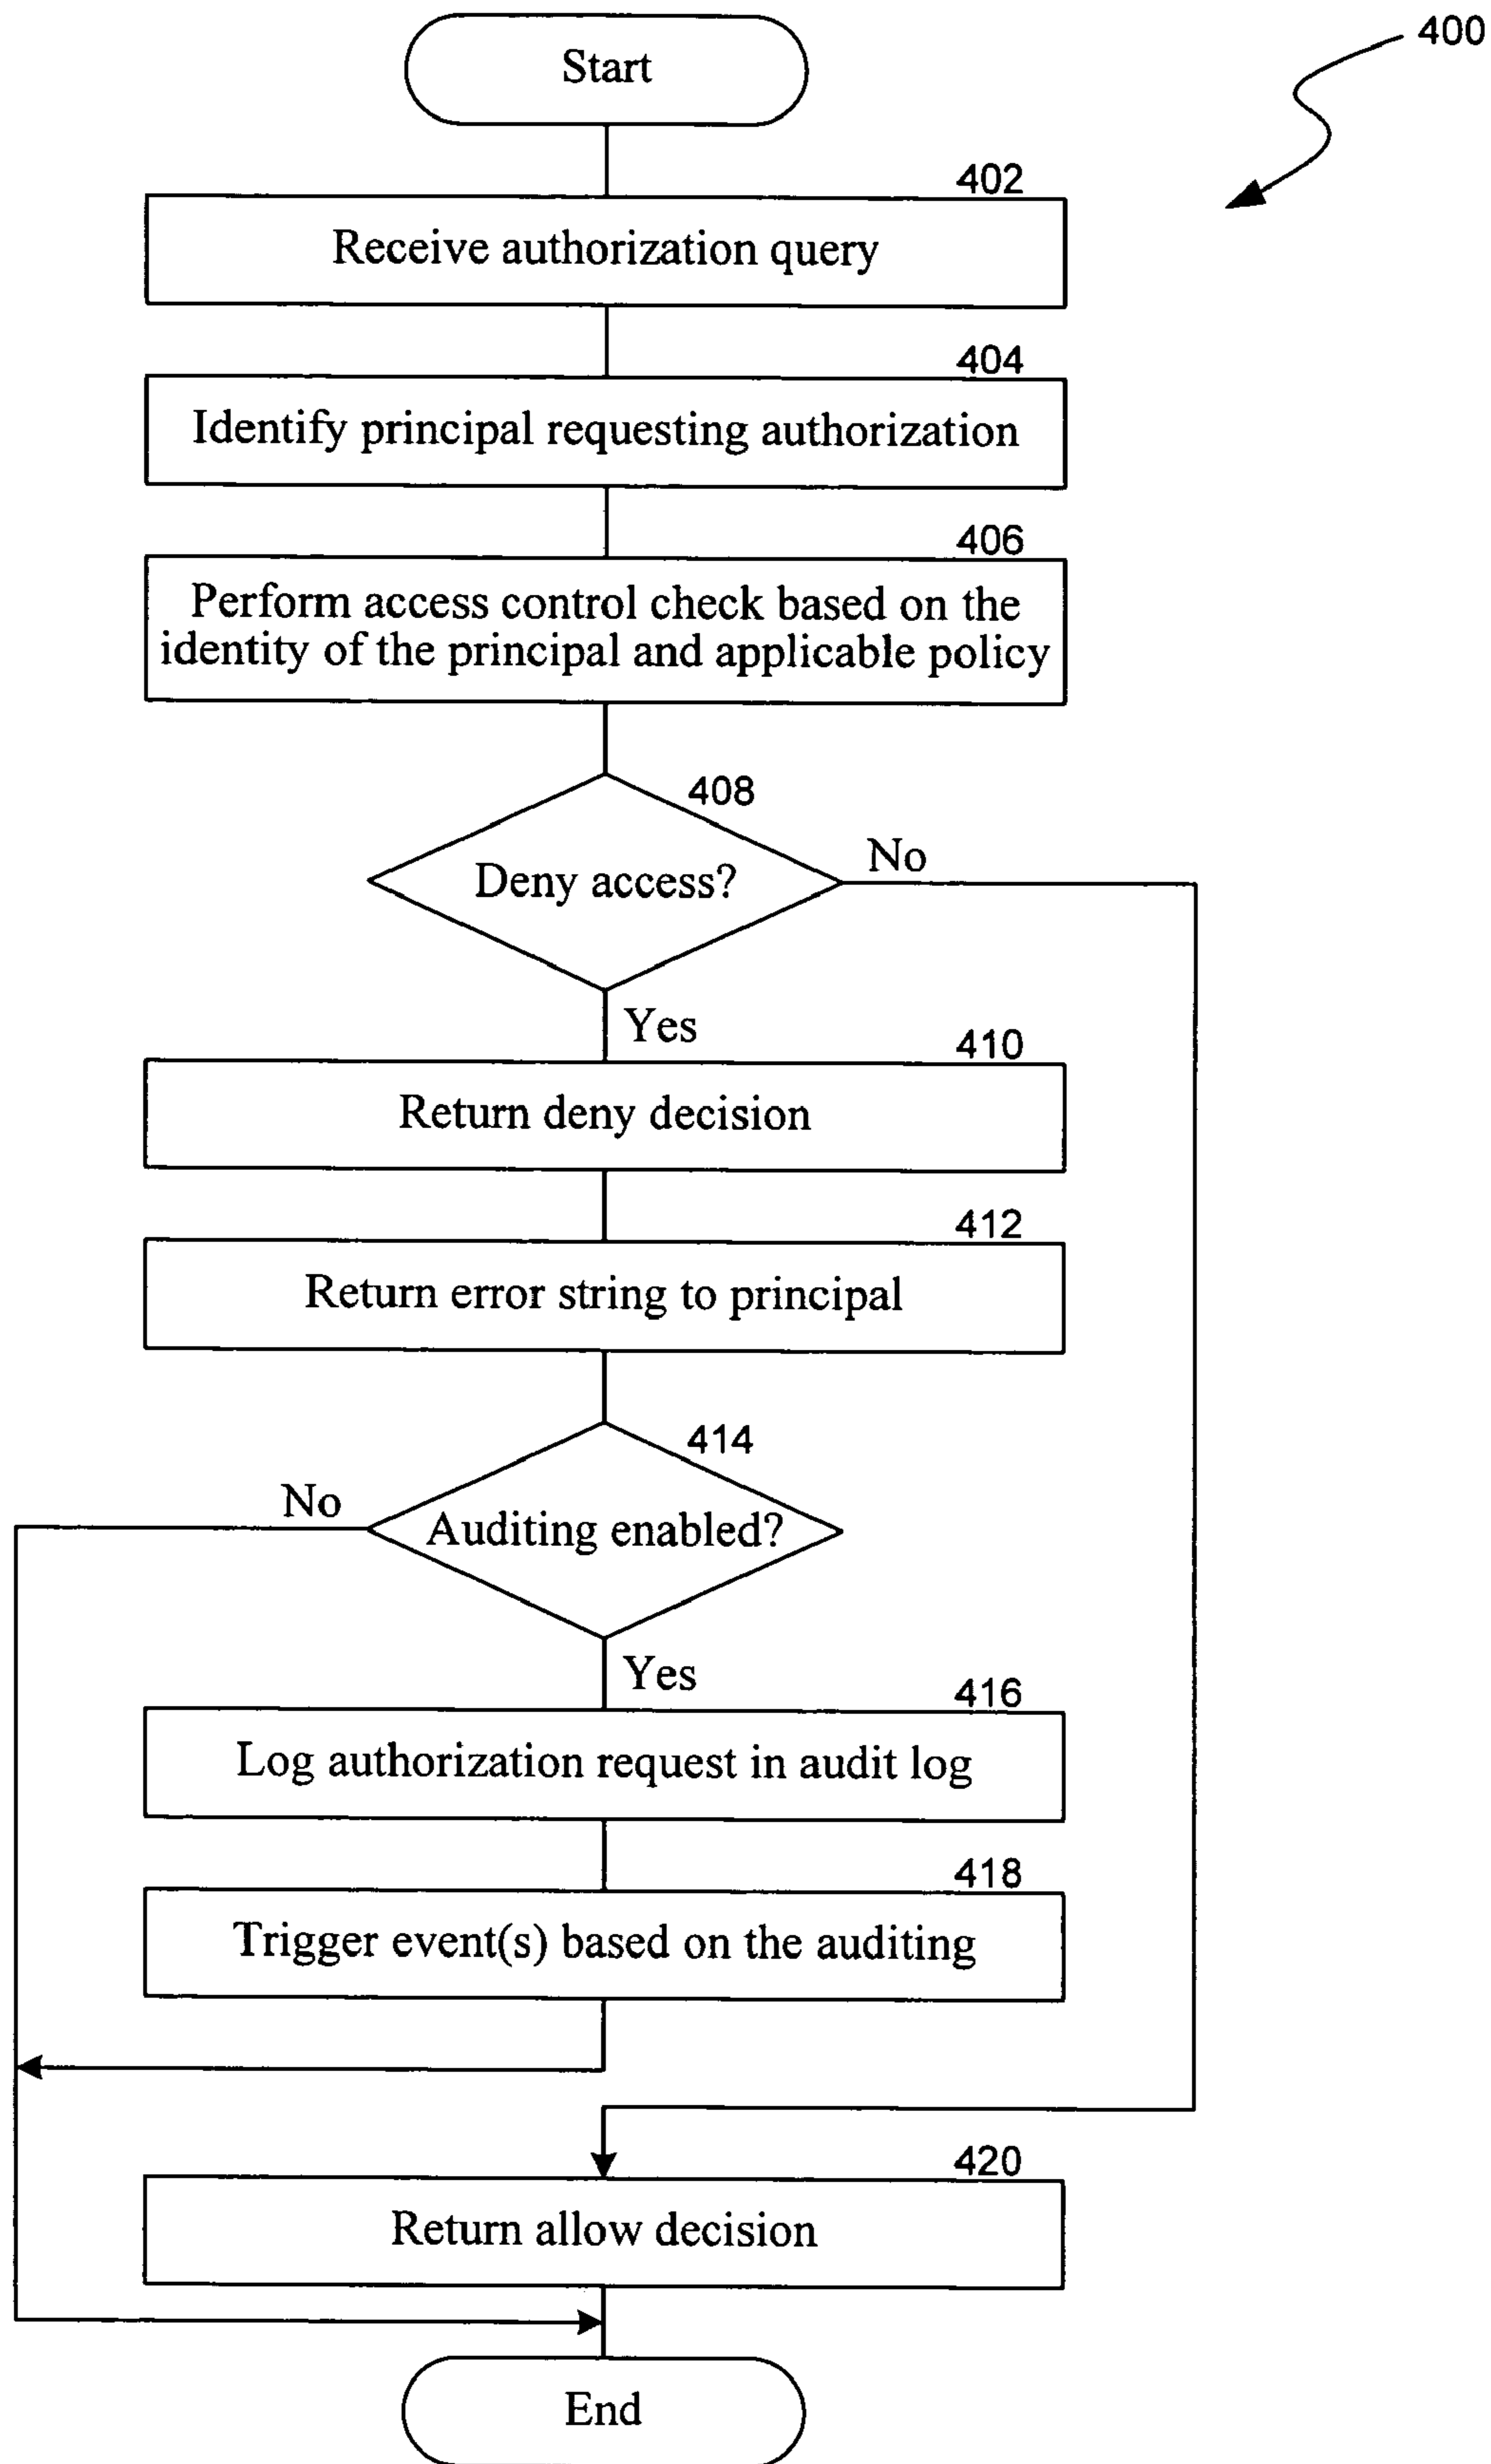 400
Start
402
Receive authorization query
404
Identify principal requesting authorization
406
Perform access control check based on the
identity of the principal and applicable policy
408
Deny access?
No
Yes
410
Return deny decision
412
Return error string to principal
414
No
Auditing enabled?
Yes
416
Log authorization request in audit log
418
Trigger event(s) based on the auditing
420
Return allow decision
End